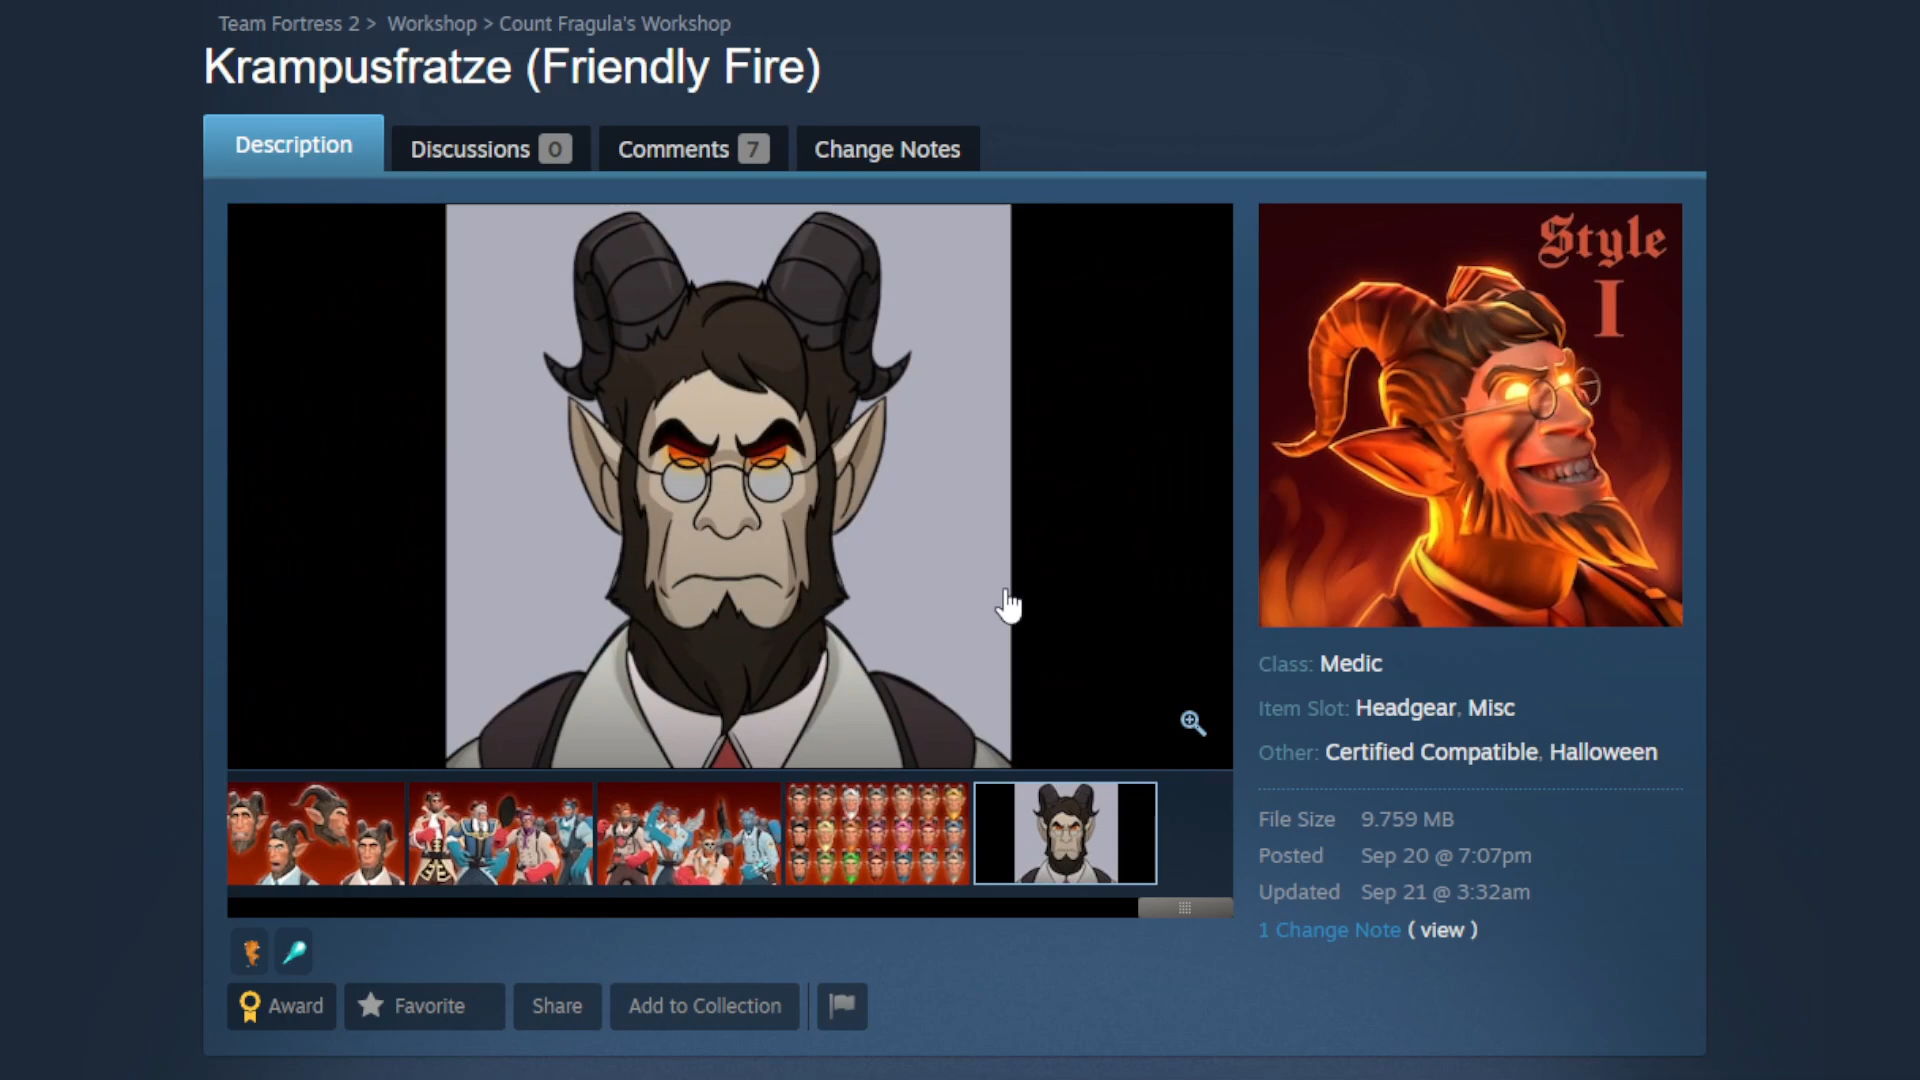 Team Fortress 2 > Workshop > Count Fragula's Workshop
Krampusfratze (Friendly Fire)
Description
Discussions 0
Comments 7
Change Notes
Style
I
Class: Medic
Item Slot: Headgear, Misc
Other: Certified Compatible, Halloween
File Size 9.759 MB
Posted Sep 20 @ 7:07pm
Updated Sep 21 @ 3:32am
1 Change Note ( view )
Award
Favorite
Share
Add to Collection